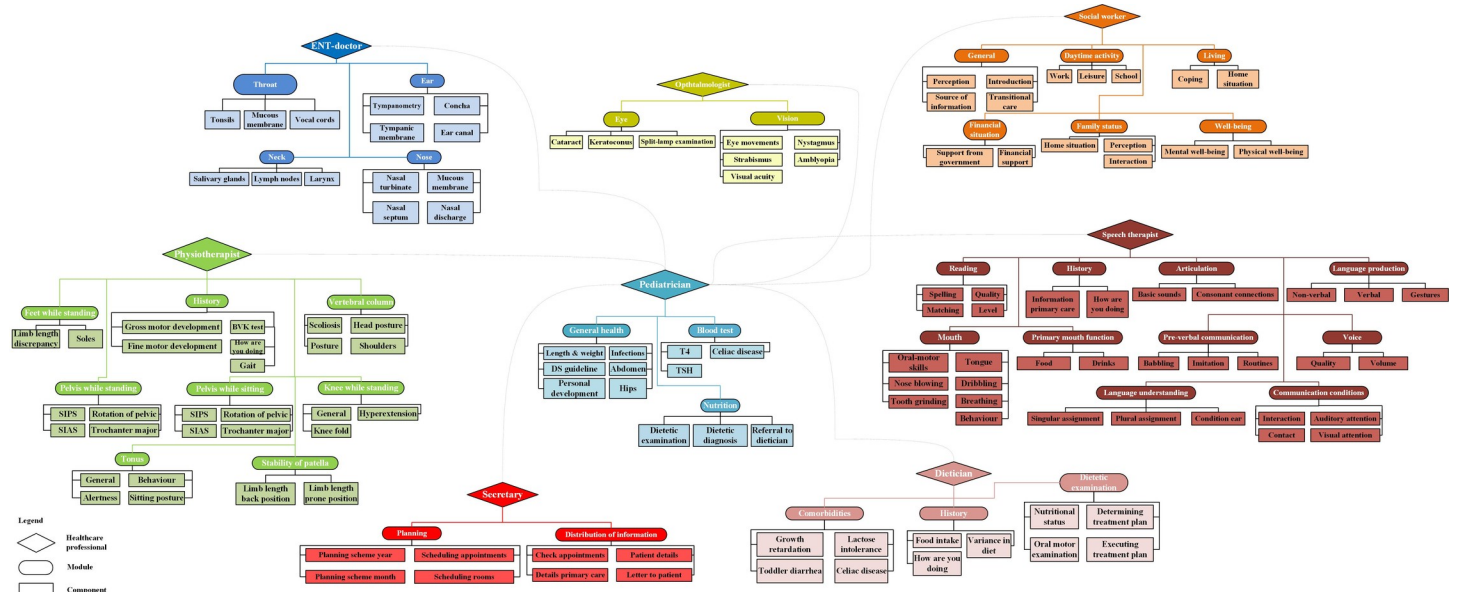 ENT-doctor
Throat
Tonsils
Mucous
membrane
Vocal cords
Ear
Tympanometry
Concha
Tympanic
membrane
Ear canal
Neck
Salivary glands
Lymph nodes
Larynx
Nose
Nasal
turbinate
Mucous
membrane
Nasal
septum
Nasal
discharge
Opthtalmologist
Eye
Cataract
Keratoconus
Split-lamp examination
Vision
Eye movements
Nystagmus
Strabismus
Amblyopia
Visual acuity
Social worker
General
Perception
Introduction
Source of
information
Transitional
care
Daytime activity
Work
Leisure
School
Living
Coping
Home
situation
Financial
situation
Support from
government
Financial
support
Family status
Home situation
Perception
Interaction
Well-being
Mental well-being
Physical well-being
Physiotherapist
Feet while standing
Limb length
discrepancy
Soles
History
Gross motor development
BVK test
Fine motor development
How are
you doing
Gait
Vertebral column
Scoliosis
Head posture
Posture
Shoulders
Pelvis while standing
SIPS
Rotation of pelvic
SIAS
Trochanter major
Pelvis while sitting
SIPS
Rotation of pelvic
SIAS
Trochanter major
Knee while standing
General
Hyperextension
Knee fold
Tonus
General
Behaviour
Alertness
Sitting posture
Stability of patella
Limb length
back position
Limb length
prone position
Pediatrician
General health
Length & weight
Infections
DS guideline
Abdomen
Personal
development
Hips
Blood test
T4
Celiac disease
TSH
Nutrition
Dietetic
examination
Dietetic
diagnosis
Referral to
dietician
Speech therapist
Reading
Spelling
Quality
Matching
Level
History
Information
primary care
How are
you doing
Articulation
Basic sounds
Consonant connections
Language production
Non-verbal
Verbal
Gestures
Mouth
Oral-motor
skills
Tongue
Nose blowing
Dribbling
Tooth grinding
Breathing
Behaviour
Primary mouth function
Food
Drinks
Pre-verbal communication
Babbling
Imitation
Routines
Voice
Quality
Volume
Language understanding
Singular assignment
Plural assignment
Condition ear
Communication conditions
Interaction
Auditory attention
Contact
Visual attention
Secretary
Planning
Planning scheme year
Scheduling appointments
Planning scheme month
Scheduling rooms
Distribution of information
Check appointments
Patient details
Details primary care
Letter to patient
Dietician
Comorbidities
Growth
retardation
Lactose
intolerance
Toddler diarrhea
Celiac disease
History
Food intake
Variance in
diet
How are you
doing
Dietetic
examination
Nutritional
status
Determining
treatment plan
Oral motor
examination
Executing
treatment plan
Legend
Healthcare
professional
Module
Component